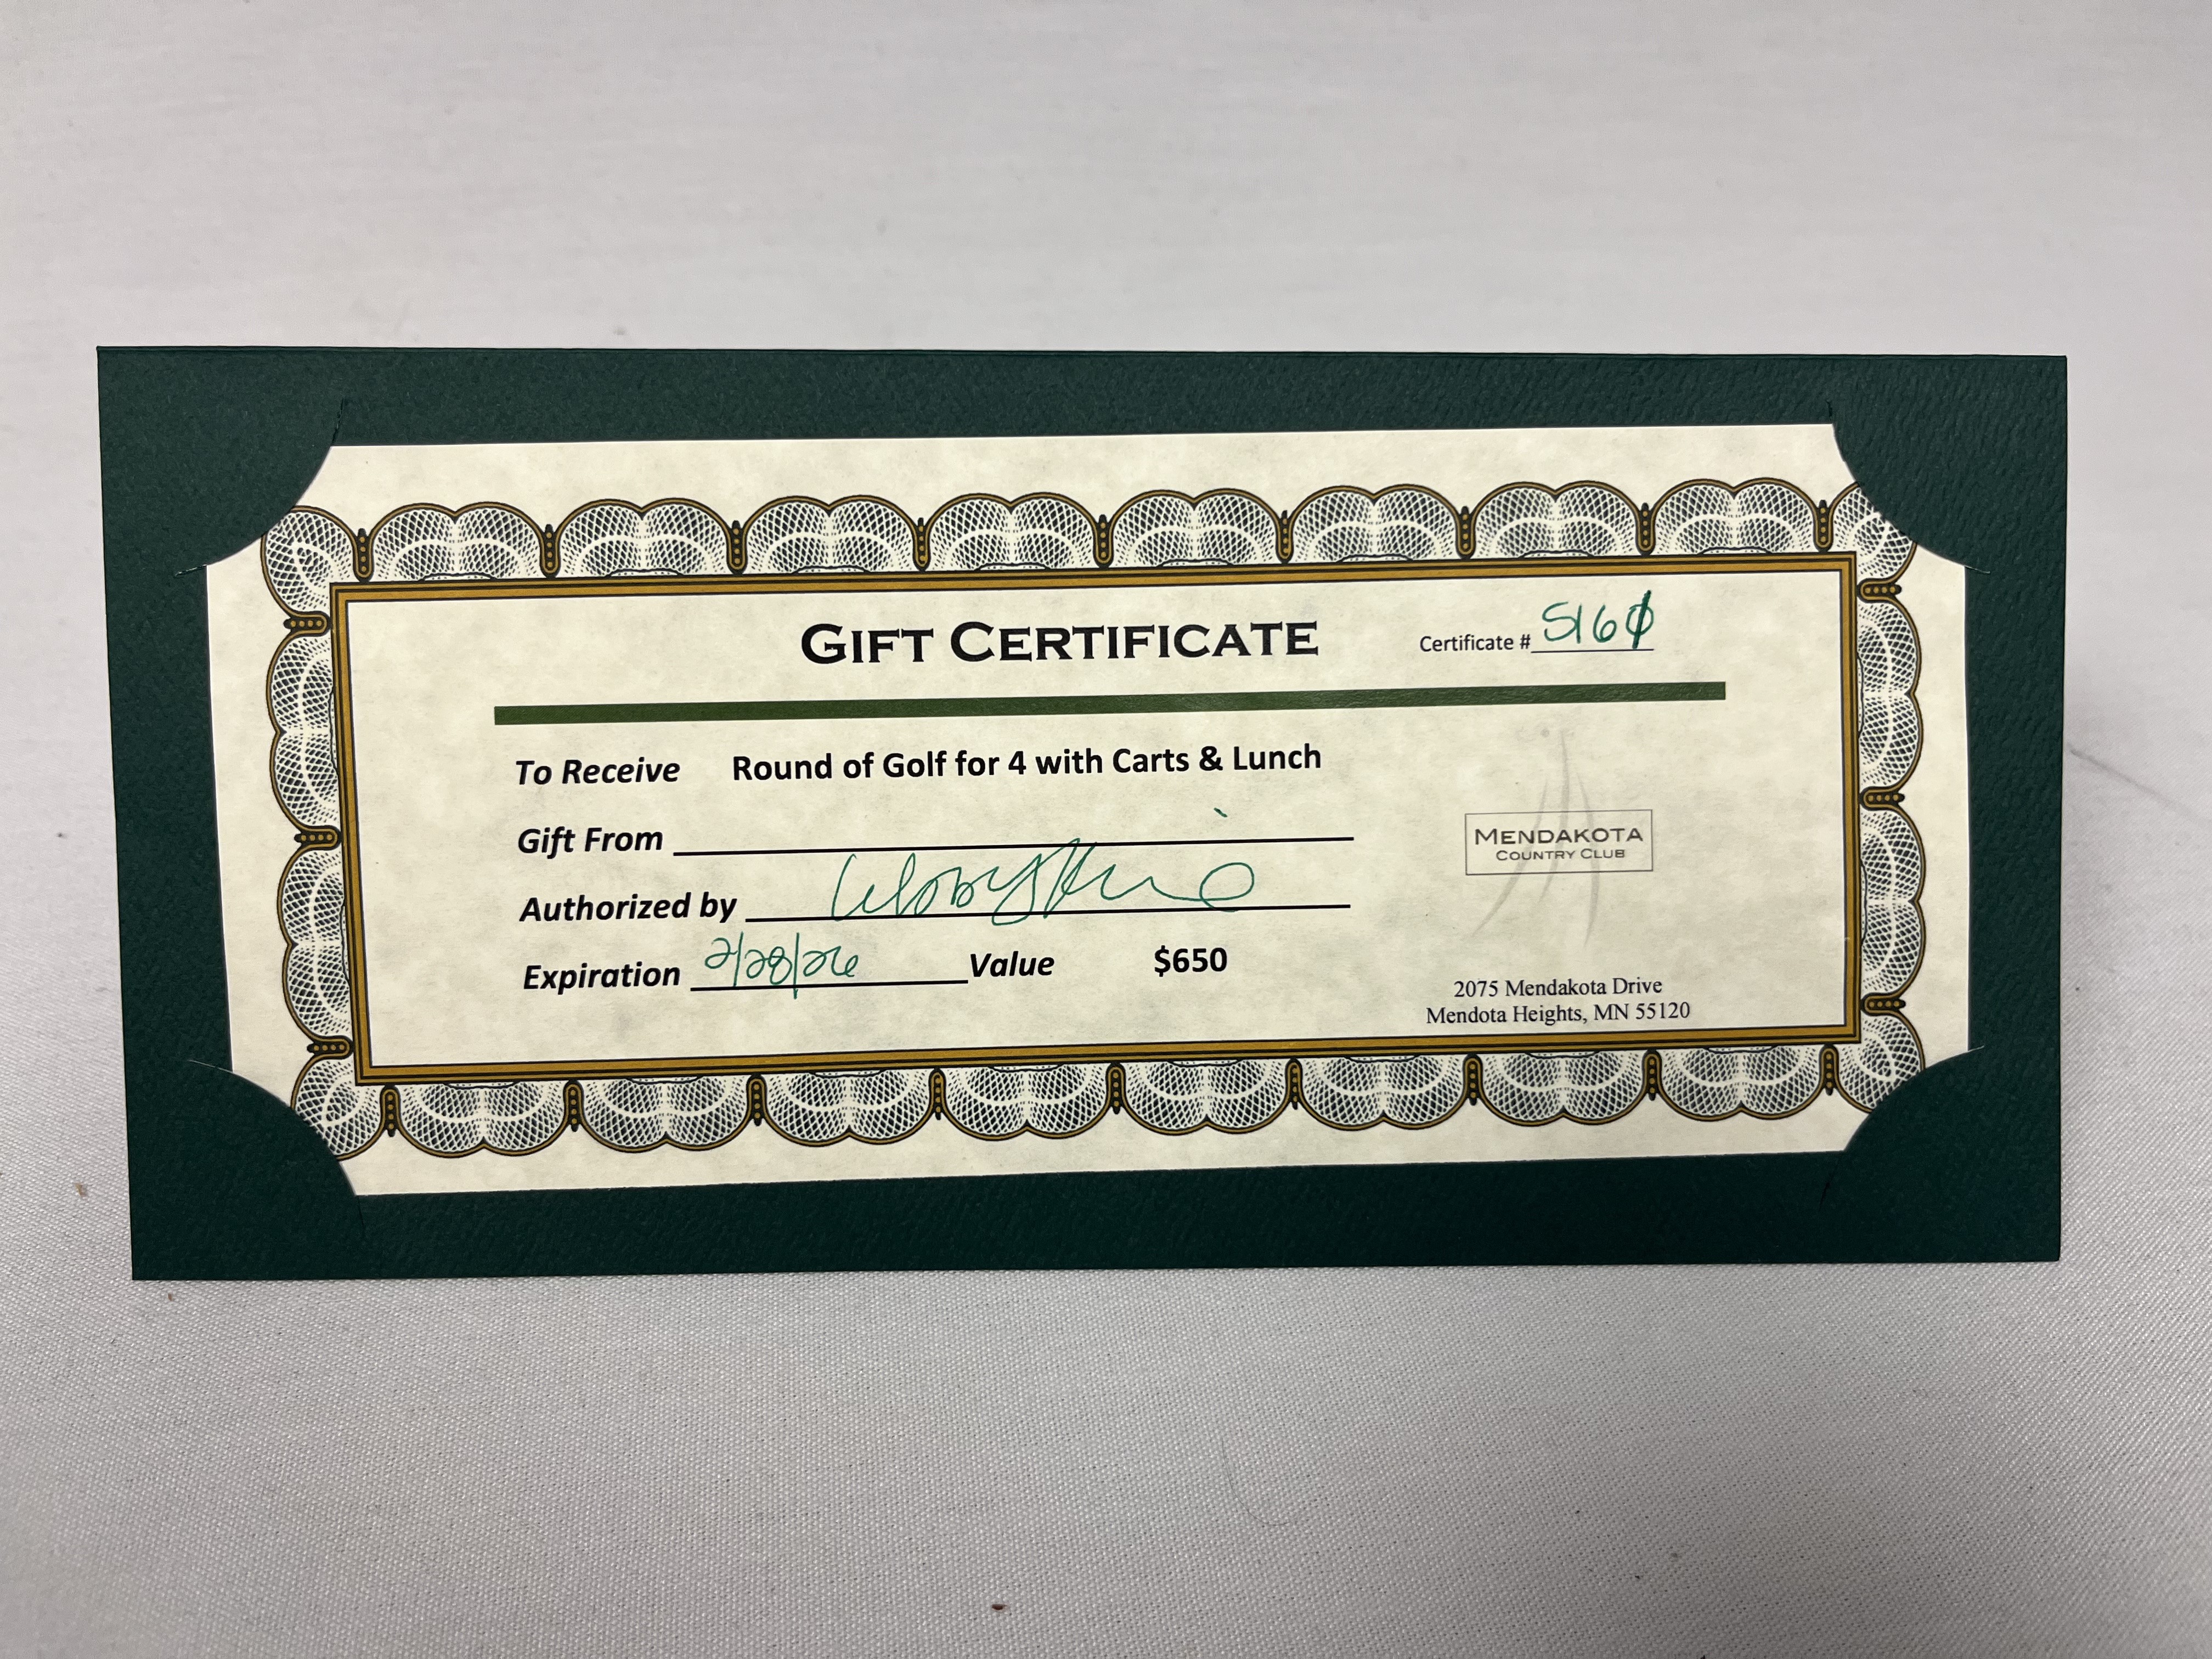 GIFT CERTIFICATE
Certificate # 5160
To Receive Round of Golf for 4 with Carts & Lunch
Gift From
Authorized by
Expiration 2/28/26 Value $650
MENDAKOTA
COUNTRY CLUB
2075 Mendakota Drive
Mendota Heights, MN 55120